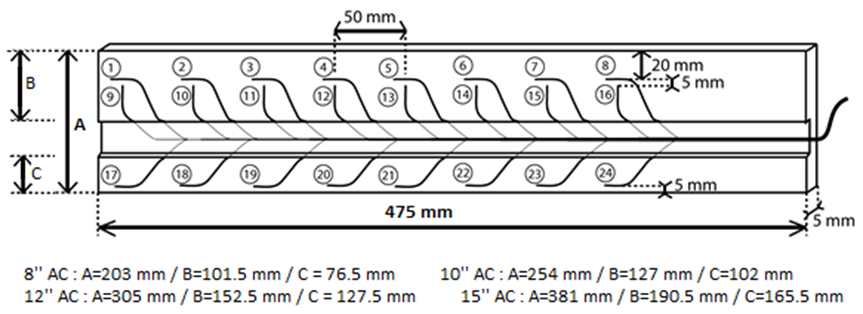 50 mm
1 2 3 4 5 6 7 8 20 mm
B 9 10 11 12 13 14 15 16 5 mm
A
C 17 18 19 20 21 22 23 24 5 mm
475 mm
5 mm
8'' AC : A=203 mm / B=101.5 mm / C = 76.5 mm 10'' AC : A=254 mm / B=127 mm / C=102 mm
12'' AC : A=305 mm / B=152.5 mm / C = 127.5 mm 15'' AC : A=381 mm / B=190.5 mm / C=165.5 mm